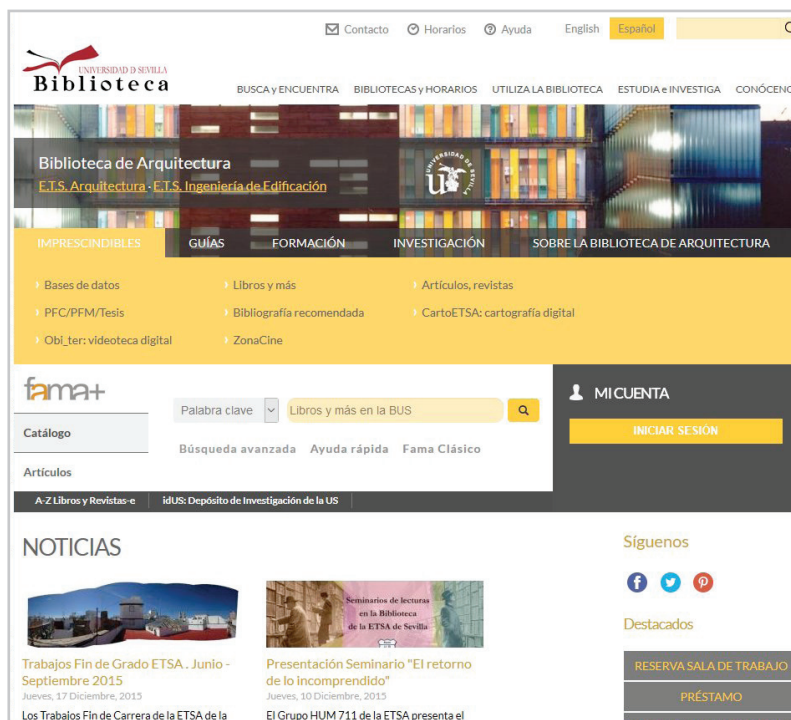 Contacto Horarios Ayuda English Español
UNIVERSIDAD D SEVILLA
Biblioteca
BUSCA y ENCUENTRA BIBLIOTECAS y HORARIOS UTILIZA LA BIBLIOTECA ESTUDIA e INVESTIGA CONÓCENO
Biblioteca de Arquitectura
E.T.S. Arquitectura · E.T.S. Ingeniería de Edificación
UNIVERSIDAD DE SEVILLA
IMPRESCINDIBLES GUÍAS FORMACIÓN INVESTIGACIÓN SOBRE LA BIBLIOTECA DE ARQUITECTURA
Bases de datos Libros y más Artículos, revistas
PFC/PFM/Tesis Bibliografía recomendada CartoETSA: cartografía digital
Obi_ter: videoteca digital ZonaCine
fama+
Catálogo
Artículos
Palabra clave Libros y más en la BUS
Búsqueda avanzada Ayuda rápida Fama Clásico
MI CUENTA
INICIAR SESIÓN
A-Z Libros y Revistas-e idUS: Depósito de Investigación de la US
NOTICIAS
Trabajos Fin de Grado ETSA . Junio -
Septiembre 2015
Jueves, 17 Diciembre, 2015
Los Trabajos Fin de Carrera de la ETSA de la
Seminarios de lecturas
en la Biblioteca
de la ETSA de Sevilla
Presentación Seminario "El retorno
de lo incomprendido"
Jueves, 10 Diciembre, 2015
El Grupo HUM 711 de la ETSA presenta el
Síguenos
Destacados
RESERVA SALA DE TRABAJO
PRÉSTAMO